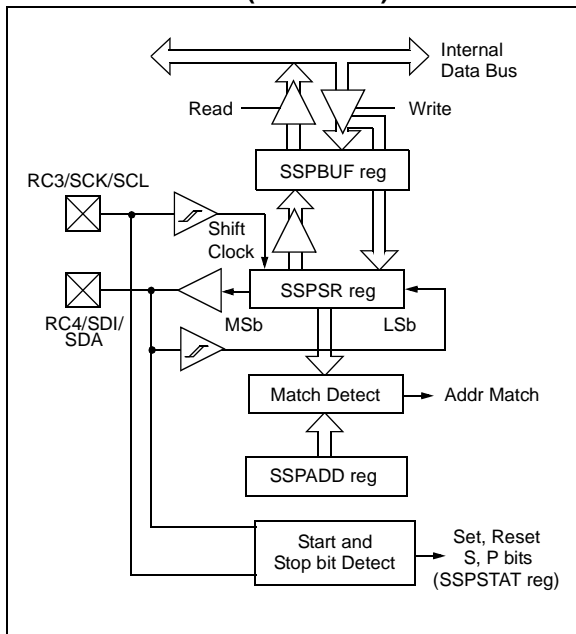 Internal
Data Bus
Read
Write
SSPBUF reg
RC3/SCK/SCL
Shift
Clock
SSPSR reg
MSb
LSb
RC4/SDI/
SDA
Match Detect
Addr Match
SSPADD reg
Start and
Stop bit Detect
Set, Reset
S, P bits
(SSPSTAT reg)